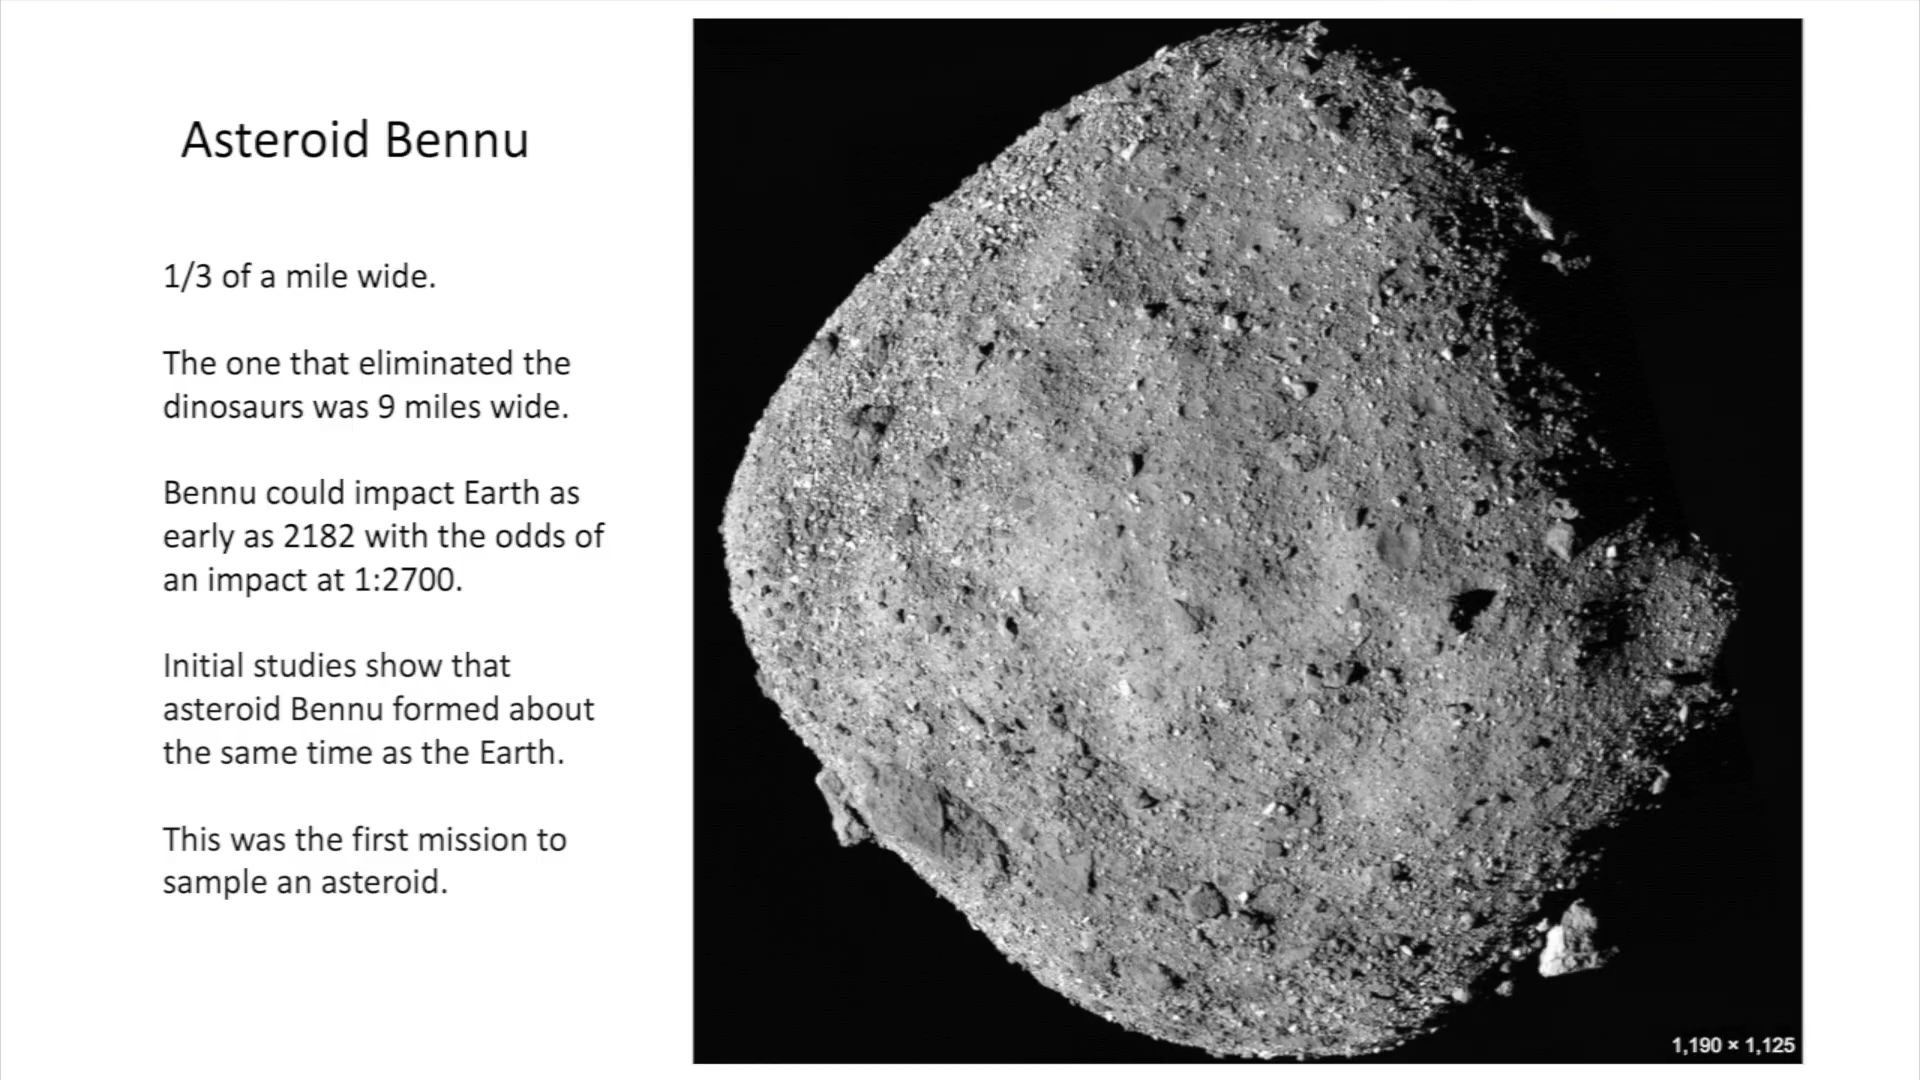 Asteroid Bennu
1/3 of a mile wide.
The one that eliminated the
dinosaurs was 9 miles wide.
Bennu could impact Earth as
early as 2182 with the odds of
an impact at 1:2700.
Initial studies show that
asteroid Bennu formed about
the same time as the Earth.
This was the first mission to
sample an asteroid.
1,190 × 1,125